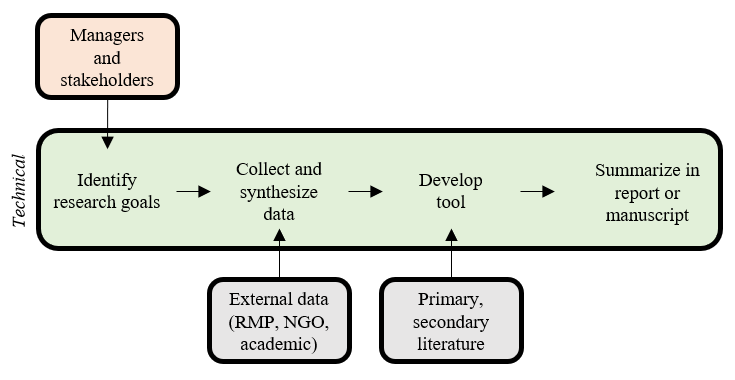 Managers
and
stakeholders
Technical
Identify
research goals
Collect and
synthesize
data
Develop
tool
Summarize in
report or
manuscript
External data
(RMP, NGO,
academic)
Primary,
secondary
literature